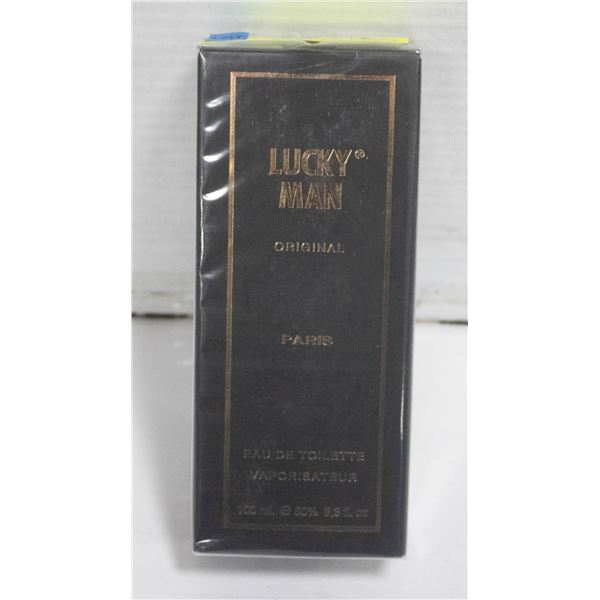 LUCKY®
MAN
ORIGINAL
PARIS
EAU DE TOILETTE
VAPORISATEUR
100 ml. ℮ 80% 3,3 fl. oz